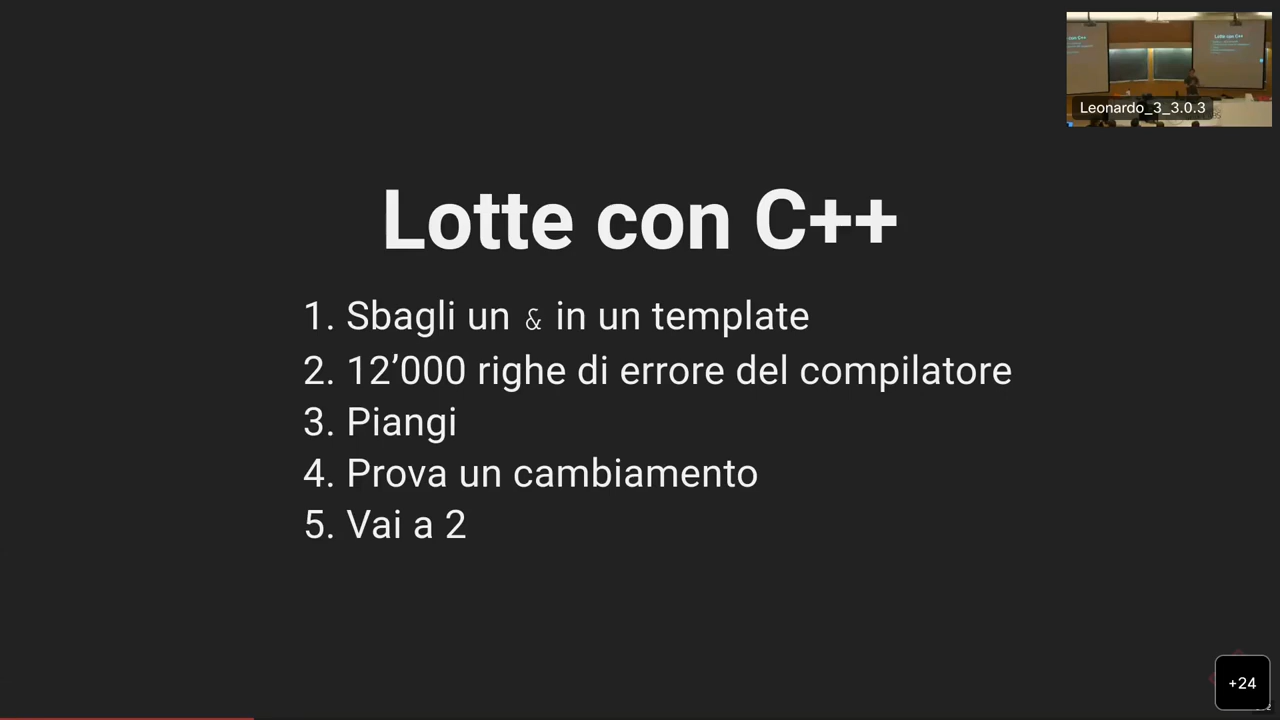 Leonardo_3_3.0.3
Lotte con C++
1. Sbagli un & in un template
2. 12’000 righe di errore del compilatore
3. Piangi
4. Prova un cambiamento
5. Vai a 2
+24